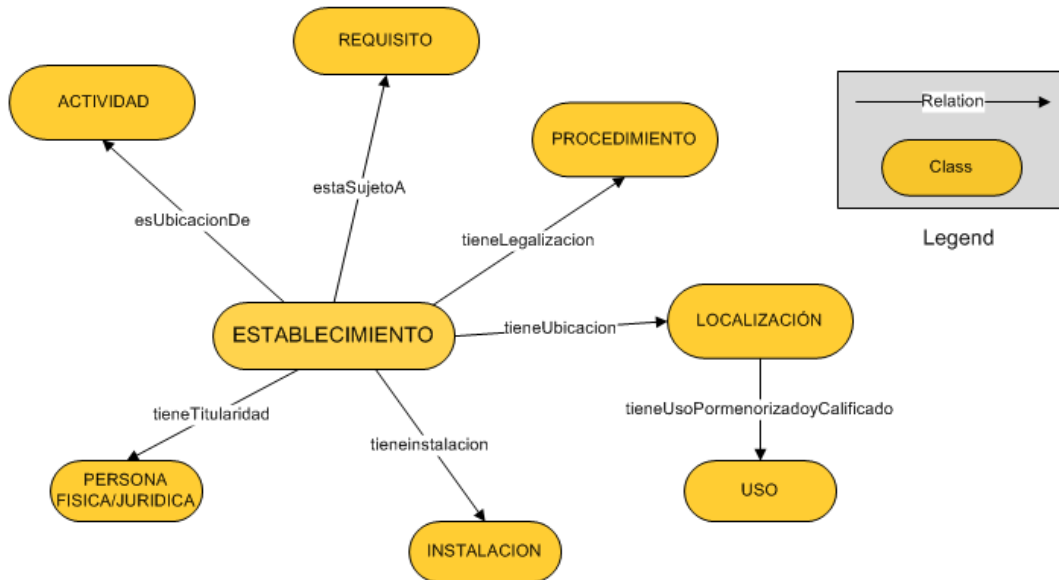 REQUISITO
ACTIVIDAD
PROCEDIMIENTO
Relation
Class
Legend
estaSujetoA
esUbicacionDe
tieneLegalizacion
ESTABLECIMIENTO
tieneUbicacion
LOCALIZACIÓN
tieneTitularidad
tieneUsoPormenorizadoyCalificado
tieneinstalacion
PERSONA
FISICA/JURIDICA
USO
INSTALACION